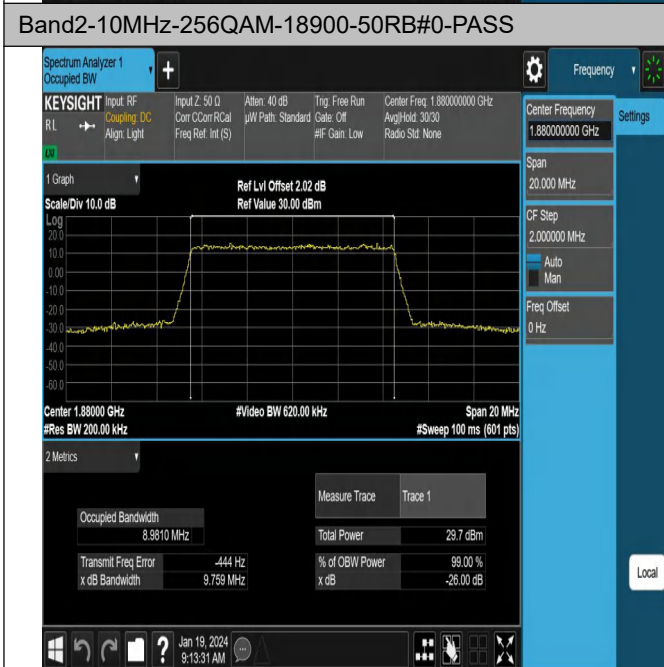 Band2-10MHz-256QAM-18900-50RB#0-PASS
Spectrum Analyzer 1
Occupied BW
Frequency
KEYSIGHT
RL
Input: RF
Coupling: DC
Align: Light
Input Z: 50 Ω
Corr CCorr RCal
Freq Ref: Int (S)
Atten: 40 dB
µW Path: Standard
Trig: Free Run
Gate: Off
#IF Gain: Low
Center Freq: 1.880000000 GHz
Avg|Hold: 30/30
Radio Std: None
Center Frequency
1.880000000 GHz
Settings
Span
20.000 MHz
CF Step
2.000000 MHz
Auto
Man
Freq Offset
0 Hz
1 Graph
Scale/Div 10.0 dB
Ref Lvl Offset 2.02 dB
Ref Value 30.00 dBm
Log
20.0
10.0
0.00
-10.0
-20.0
-30.0
-40.0
-50.0
-60.0
Center 1.88000 GHz
#Video BW 620.00 kHz
Span 20 MHz
#Res BW 200.00 kHz
#Sweep 100 ms (601 pts)
2 Metrics
Measure Trace Trace 1
Occupied Bandwidth
8.9810 MHz
Total Power 29.7 dBm
Transmit Freq Error -444 Hz
% of OBW Power 99.00 %
x dB Bandwidth 9.759 MHz
x dB -26.00 dB
Local
Jan 19, 2024
9:13:31 AM